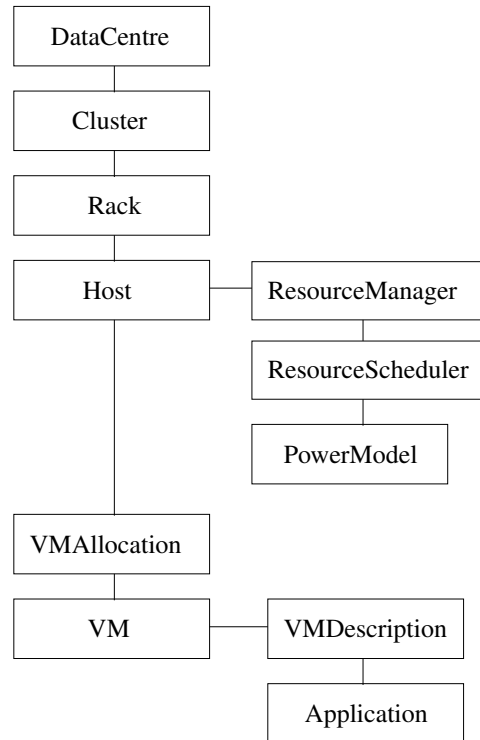 DataCentre
Cluster
Rack
Host
ResourceManager
ResourceScheduler
PowerModel
VMAllocation
VM
VMDescription
Application